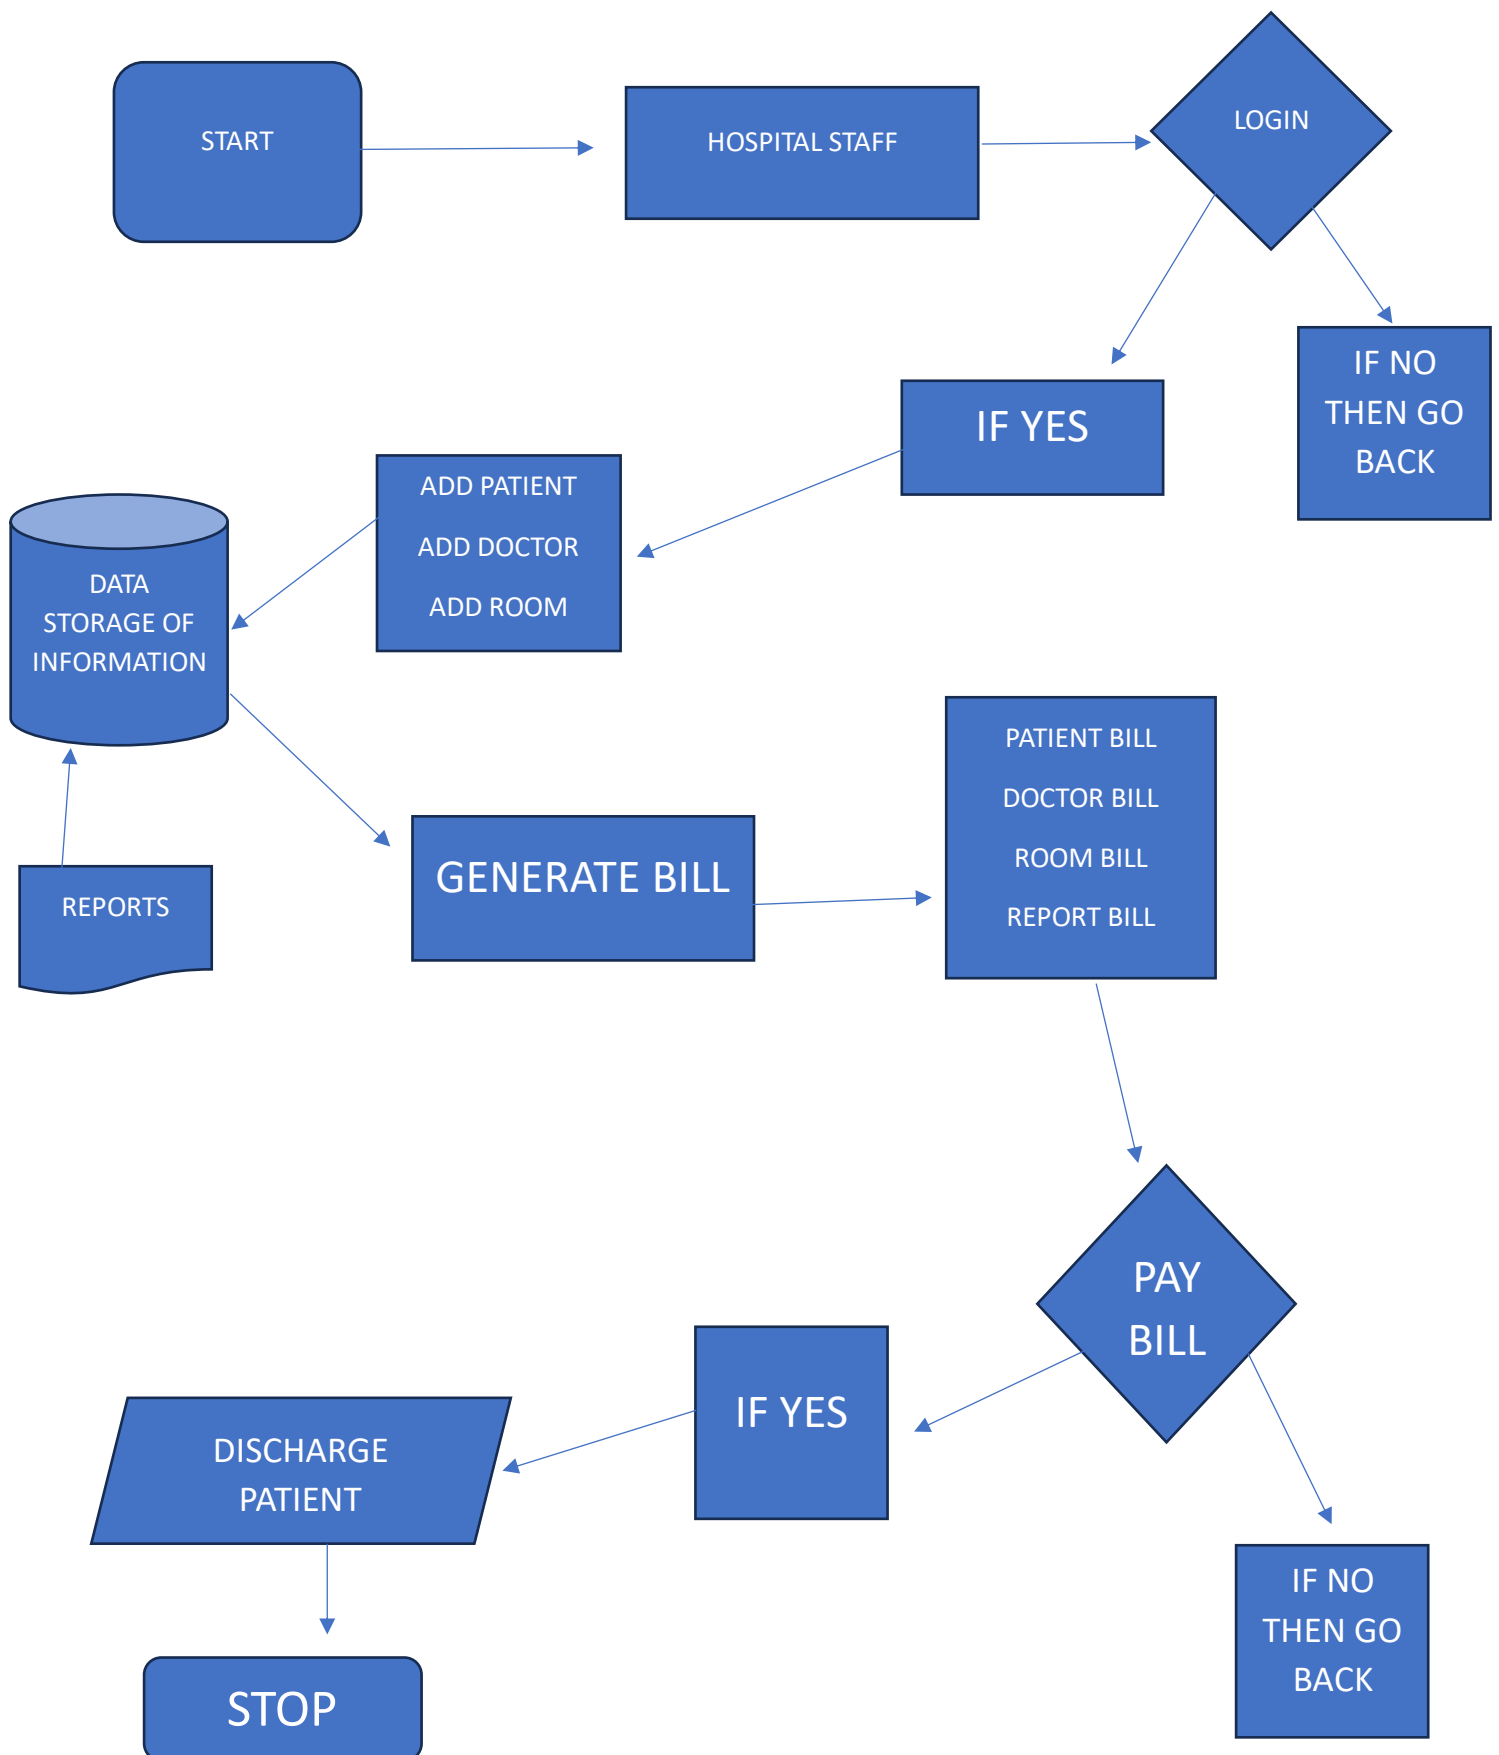 START
HOSPITAL STAFF
LOGIN
IF NO
THEN GO
BACK
IF YES
ADD PATIENT
ADD DOCTOR
ADD ROOM
DATA
STORAGE OF
INFORMATION
REPORTS
GENERATE BILL
PATIENT BILL
DOCTOR BILL
ROOM BILL
REPORT BILL
PAY
BILL
IF YES
DISCHARGE
PATIENT
IF NO
THEN GO
BACK
STOP